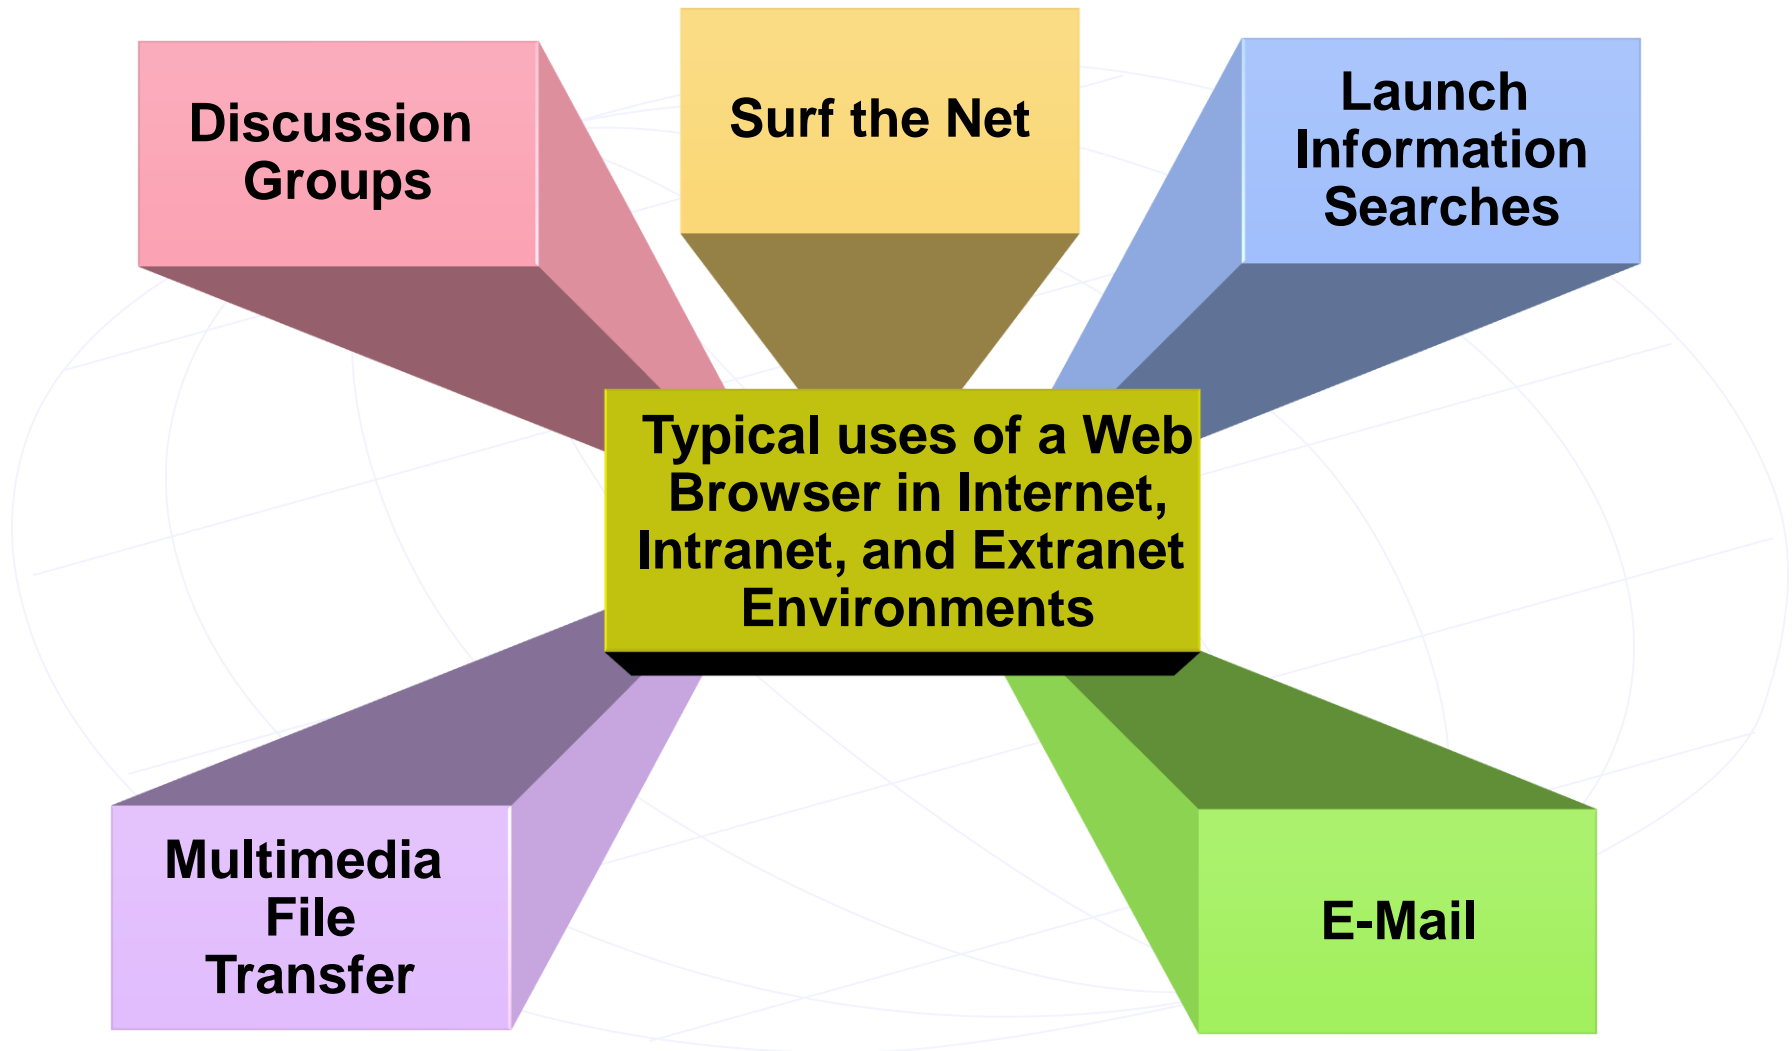 Discussion
Groups
Surf the Net
Launch
Information
Searches
Typical uses of a Web
Browser in Internet,
Intranet, and Extranet
Environments
Multimedia
File
Transfer
E-Mail